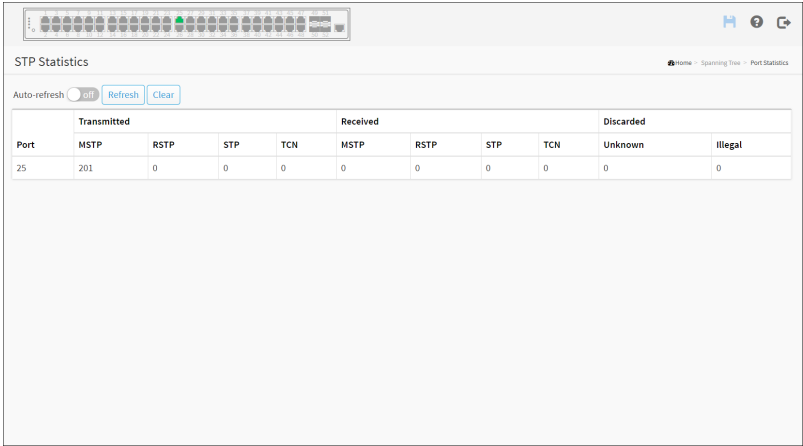 STP Statistics
Home > Spanning Tree > Port Statistics
Auto-refresh off Refresh Clear
Transmitted Received Discarded
Port MSTP RSTP STP TCN MSTP RSTP STP TCN Unknown Illegal
25 201 0 0 0 0 0 0 0 0 0